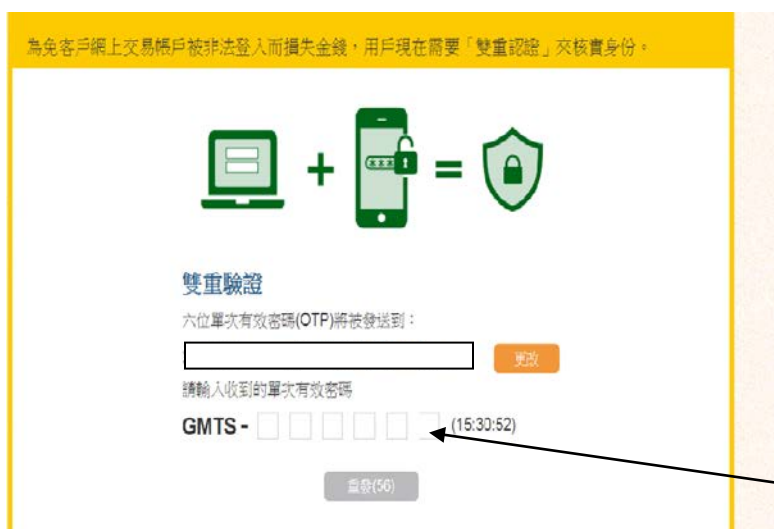 為免客戶網上交易帳戶被非法登入而損失金錢，用戶現在需要「雙重認證」來核實身份。
雙重驗證
六位單次有效密碼(OTP)將被發送到：
更改
請輸入收到的單次有效密碼
GMTS - (15:30:52)
重發(56)